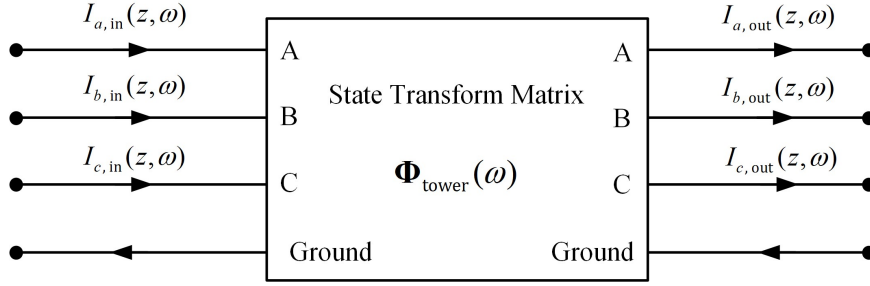 I_{a,in}(z,ω)
I_{a,out}(z,ω)
A
A
I_{b,in}(z,ω)
State Transform Matrix
I_{b,out}(z,ω)
B
B
I_{c,in}(z,ω)
Φ_{tower}(ω)
I_{c,out}(z,ω)
C
C
Ground
Ground